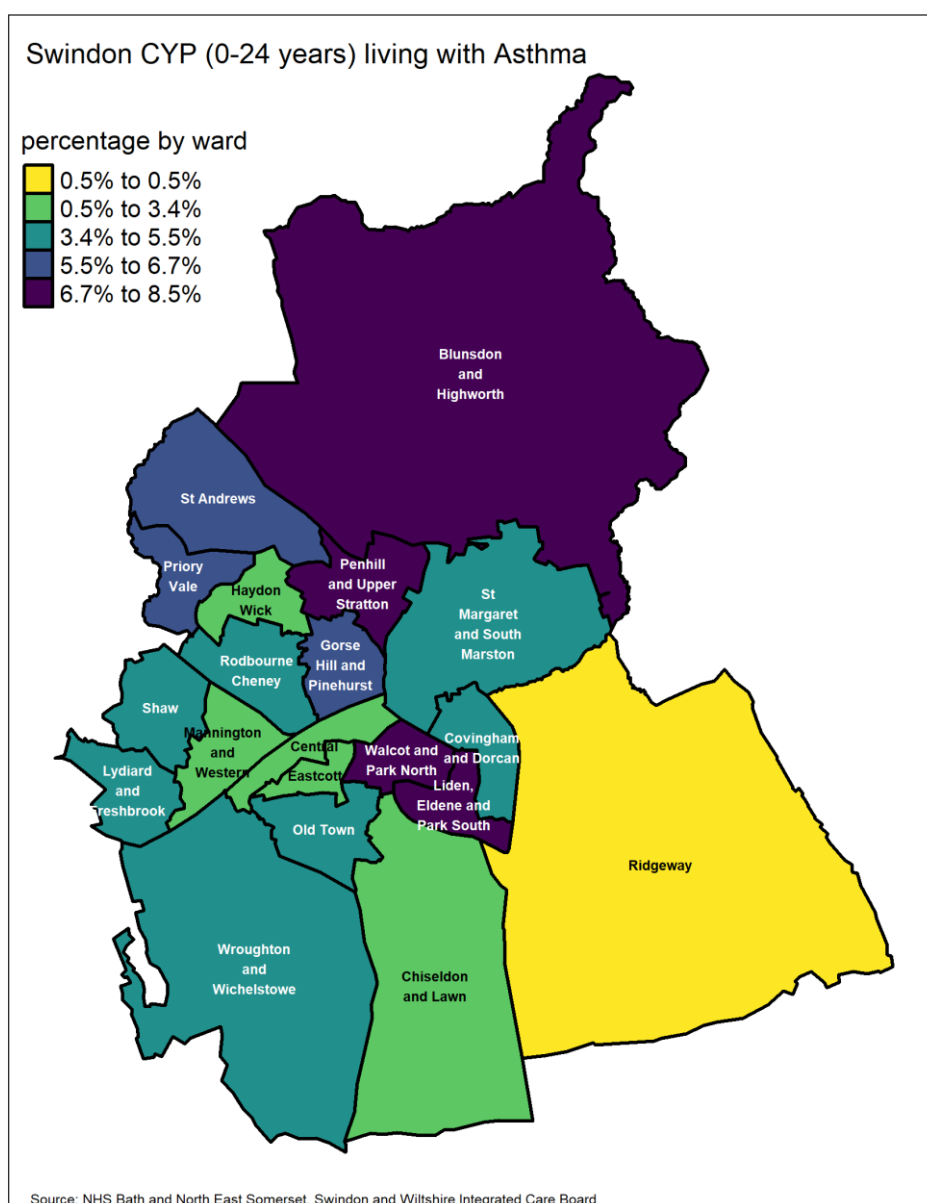 Swindon CYP (0-24 years) living with Asthma
percentage by ward
0.5% to 0.5%
0.5% to 3.4%
3.4% to 5.5%
5.5% to 6.7%
6.7% to 8.5%
Blunsdon
and
Highworth
St Andrews
Priory
Vale
Haydon
Wick
Penhill
and Upper
Stratton
St
Margaret
and South
Marston
Rodbourne
Cheney
Gorse
Hill and
Pinehurst
Shaw
Mannington
and
Western
Central
Eastcott
Walcot and
Park North
Covingham
and Dorcan
Lydiard
and
Freshbrook
Liden,
Eldene and
Park South
Old Town
Ridgeway
Wroughton
and
Wichelstowe
Chiseldon
and Lawn
Source: NHS Bath and North East Somerset, Swindon and Wiltshire Integrated Care Board